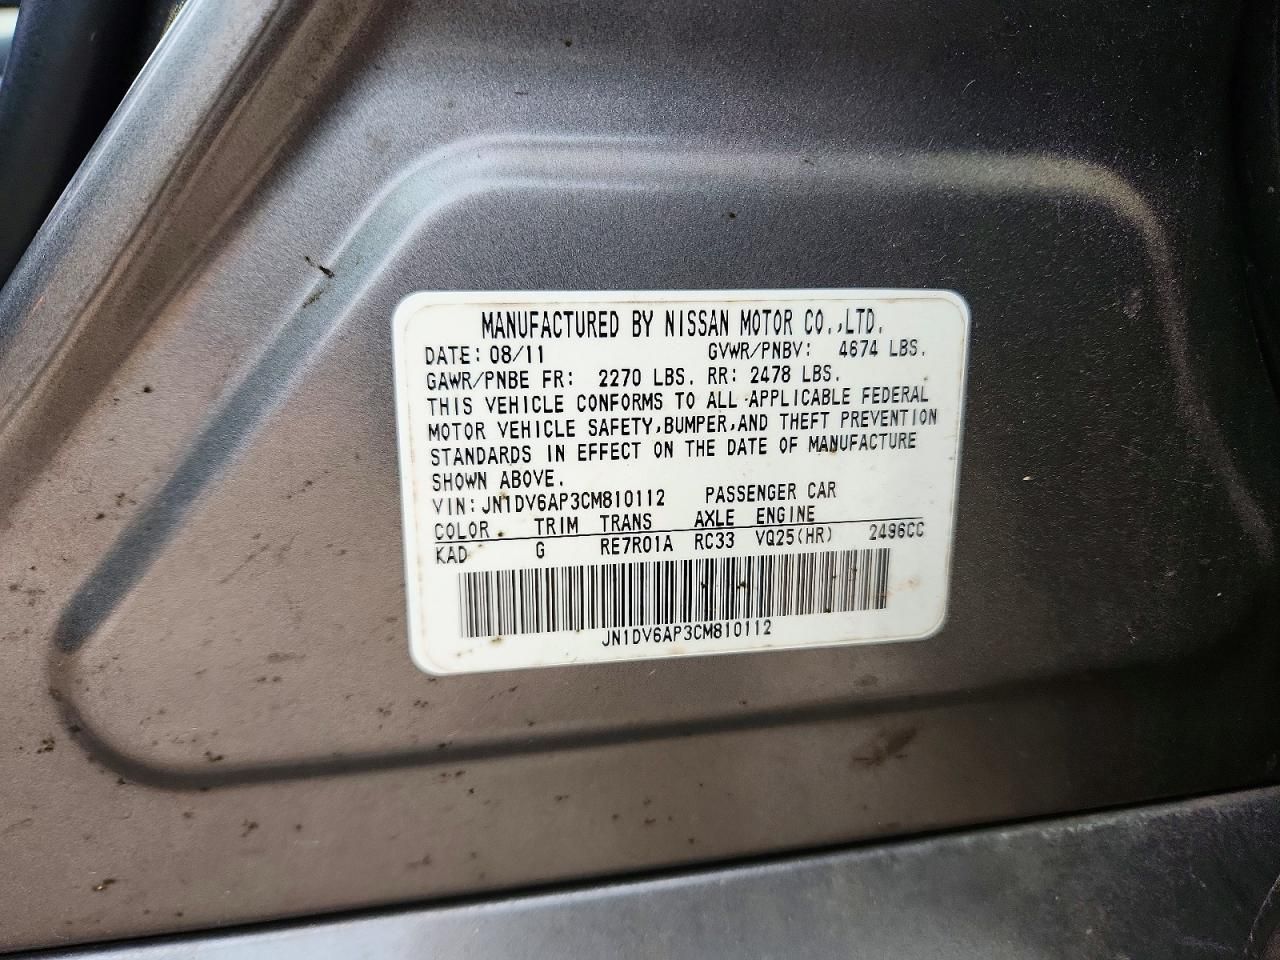 MANUFACTURED BY NISSAN MOTOR CO.,LTD.
DATE: 08/11 GVWR/PNBV: 4674 LBS.
GAWR/PNBE FR: 2270 LBS. RR: 2478 LBS.
THIS VEHICLE CONFORMS TO ALL APPLICABLE FEDERAL
MOTOR VEHICLE SAFETY,BUMPER,AND THEFT PREVENTION
STANDARDS IN EFFECT ON THE DATE OF MANUFACTURE
SHOWN ABOVE.
VIN: JN1DV6AP3CM810112 PASSENGER CAR
COLOR TRIM TRANS AXLE ENGINE
KAD G RE7R01A RC33 VQ25(HR) 2496CC
JN1DV6AP3CM810112